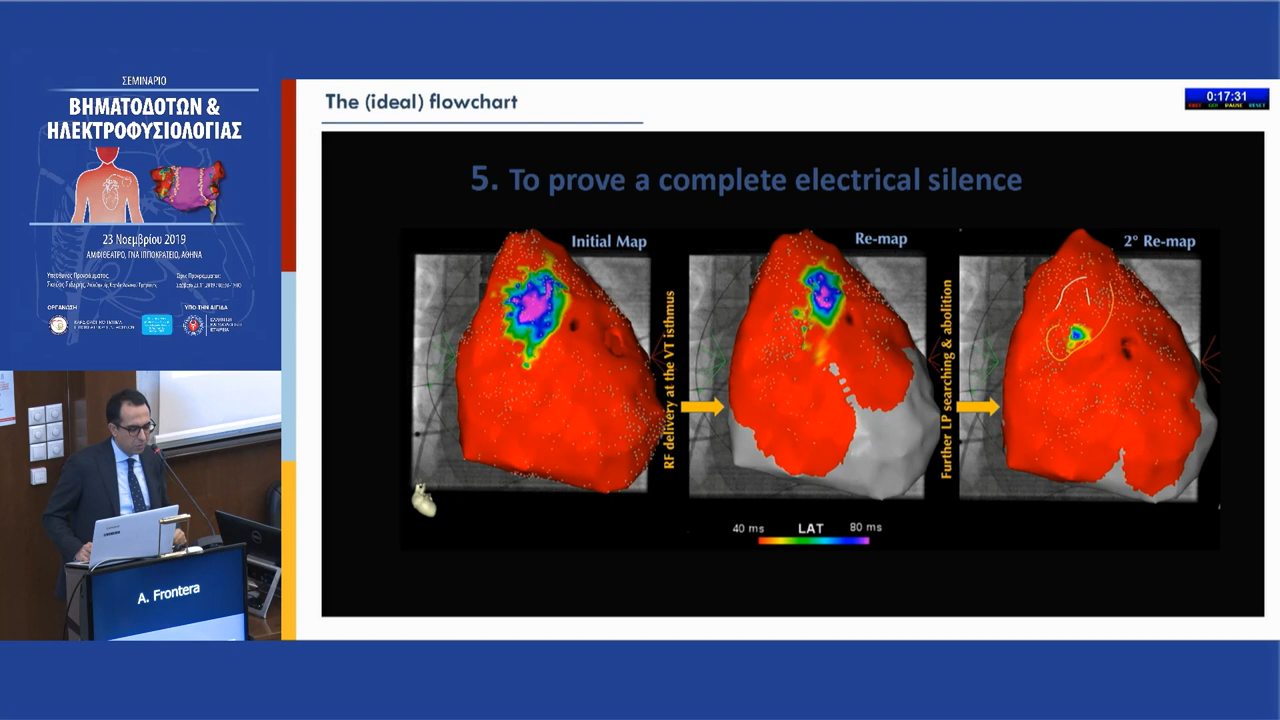 ΣΕΜΙΝΑΡΙΟ
ΒΗΜΑΤΟΔΟΤΩΝ &
ΗΛΕΚΤΡΟΦΥΣΙΟΛΟΓΙΑΣ
23 Νοεμβρίου 2019
ΑΜΦΙΘΕΑΤΡΟ, ΓΝΑ ΙΠΠΟΚΡΑΤΕΙΟ, ΑΘΗΝΑ
ΟΡΓΑΝΩΣΗ
ΥΠΟ ΤΗΝ ΑΙΓΙΔΑ
A. Frontera
The (ideal) flowchart
0:17:31
5. To prove a complete electrical silence
Initial Map
RF delivery at the VT isthmus
Re-map
Further LP searching & abolition
2° Re-map
40 ms LAT 80 ms